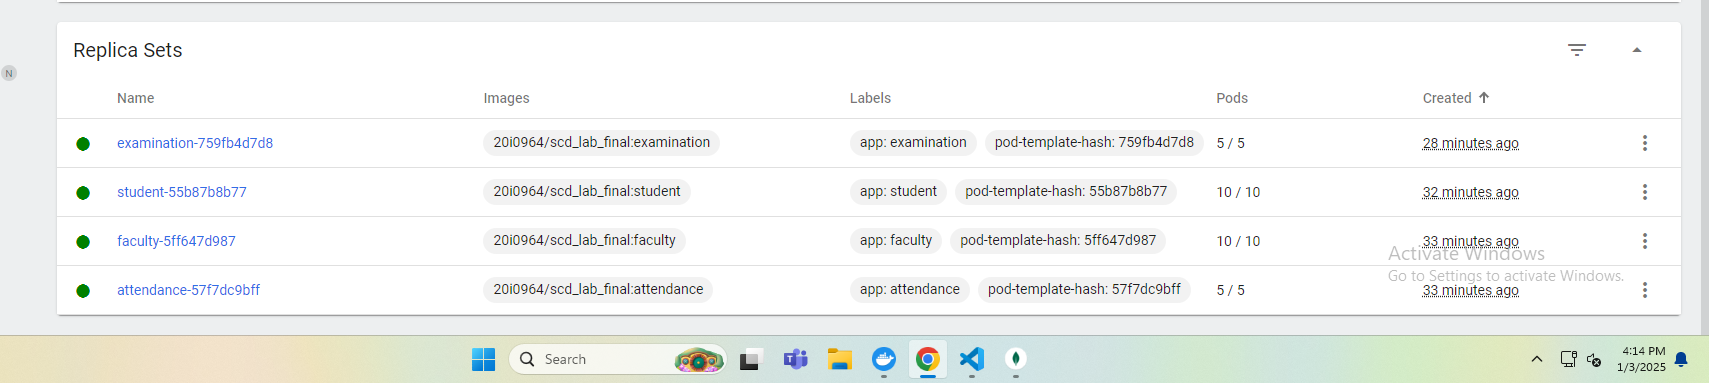 Replica Sets
N
Name Images Labels Pods Created
examination-759fb4d7d8 20i0964/scd_lab_final:examination app: examination pod-template-hash: 759fb4d7d8 5 / 5 28 minutes ago
student-55b87b8b77 20i0964/scd_lab_final:student app: student pod-template-hash: 55b87b8b77 10 / 10 32 minutes ago
faculty-5ff647d987 20i0964/scd_lab_final:faculty app: faculty pod-template-hash: 5ff647d987 10 / 10 33 minutes ago
Activate Windows
Go to Settings to activate Windows.
attendance-57f7dc9bff 20i0964/scd_lab_final:attendance app: attendance pod-template-hash: 57f7dc9bff 5 / 5 33 minutes ago
Search
4:14 PM
1/3/2025